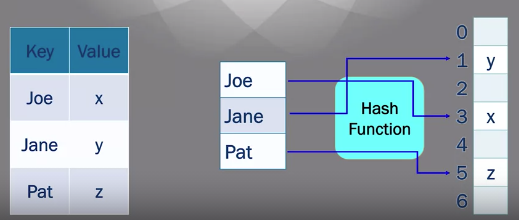 Key Value
Joe x
Jane y
Pat z
Joe
Jane
Pat
Hash
Function
0
1 y
2
3 x
4
5 z
6